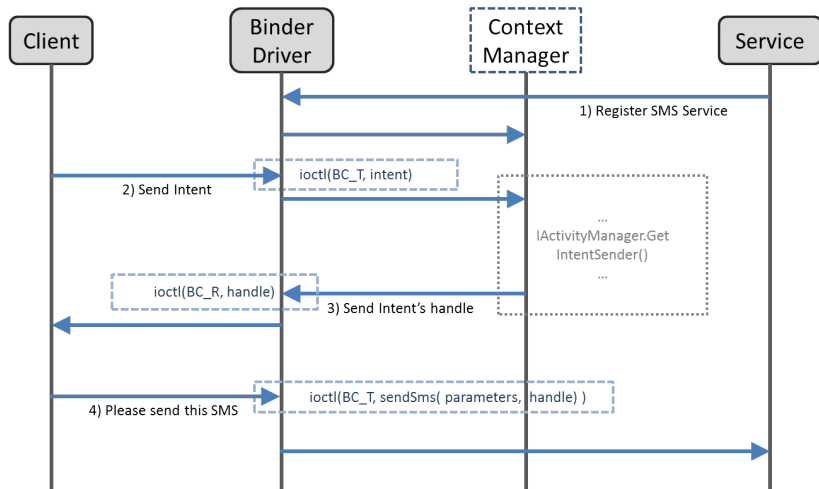 Client
Binder
Driver
Context
Manager
Service
1) Register SMS Service
ioctl(BC_T, intent)
2) Send Intent
...
IActivityManager.Get
IntentSender()
...
ioctl(BC_R, handle)
3) Send Intent’s handle
ioctl(BC_T, sendSms( parameters, handle) )
4) Please send this SMS